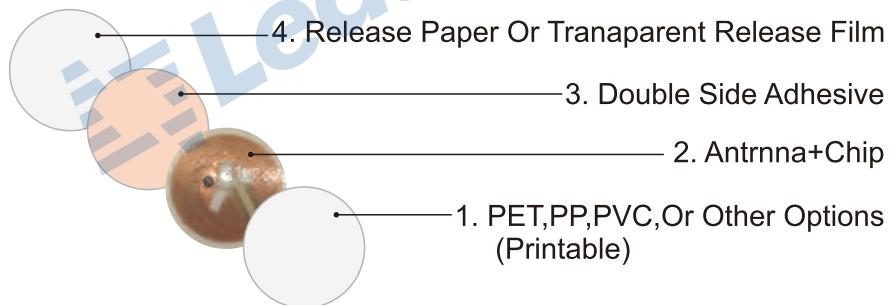 4. Release Paper Or Tranaparent Release Film
3. Double Side Adhesive
2. Antrnna+Chip
1. PET,PP,PVC,Or Other Options
(Printable)